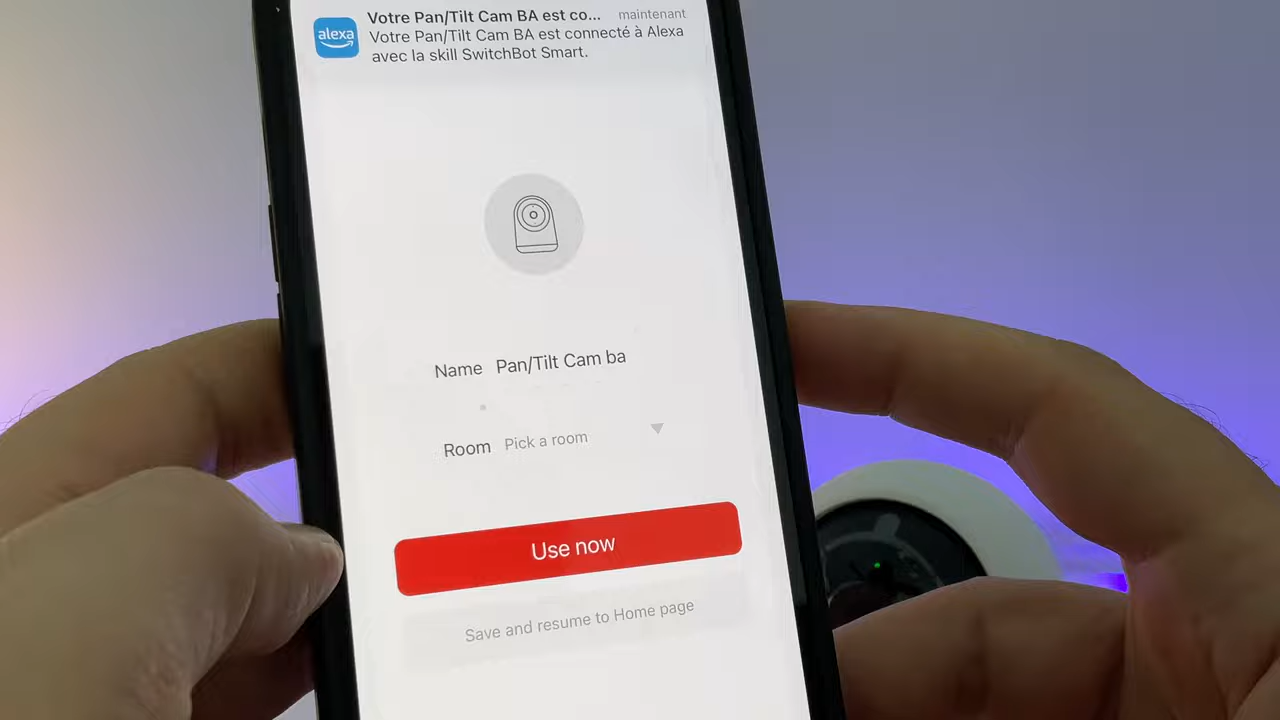 alexa
Votre Pan/Tilt Cam BA est co... maintenant
Votre Pan/Tilt Cam BA est connecté à Alexa
avec la skill SwitchBot Smart.
Name Pan/Tilt Cam ba
Room Pick a room
Use now
Save and resume to Home page